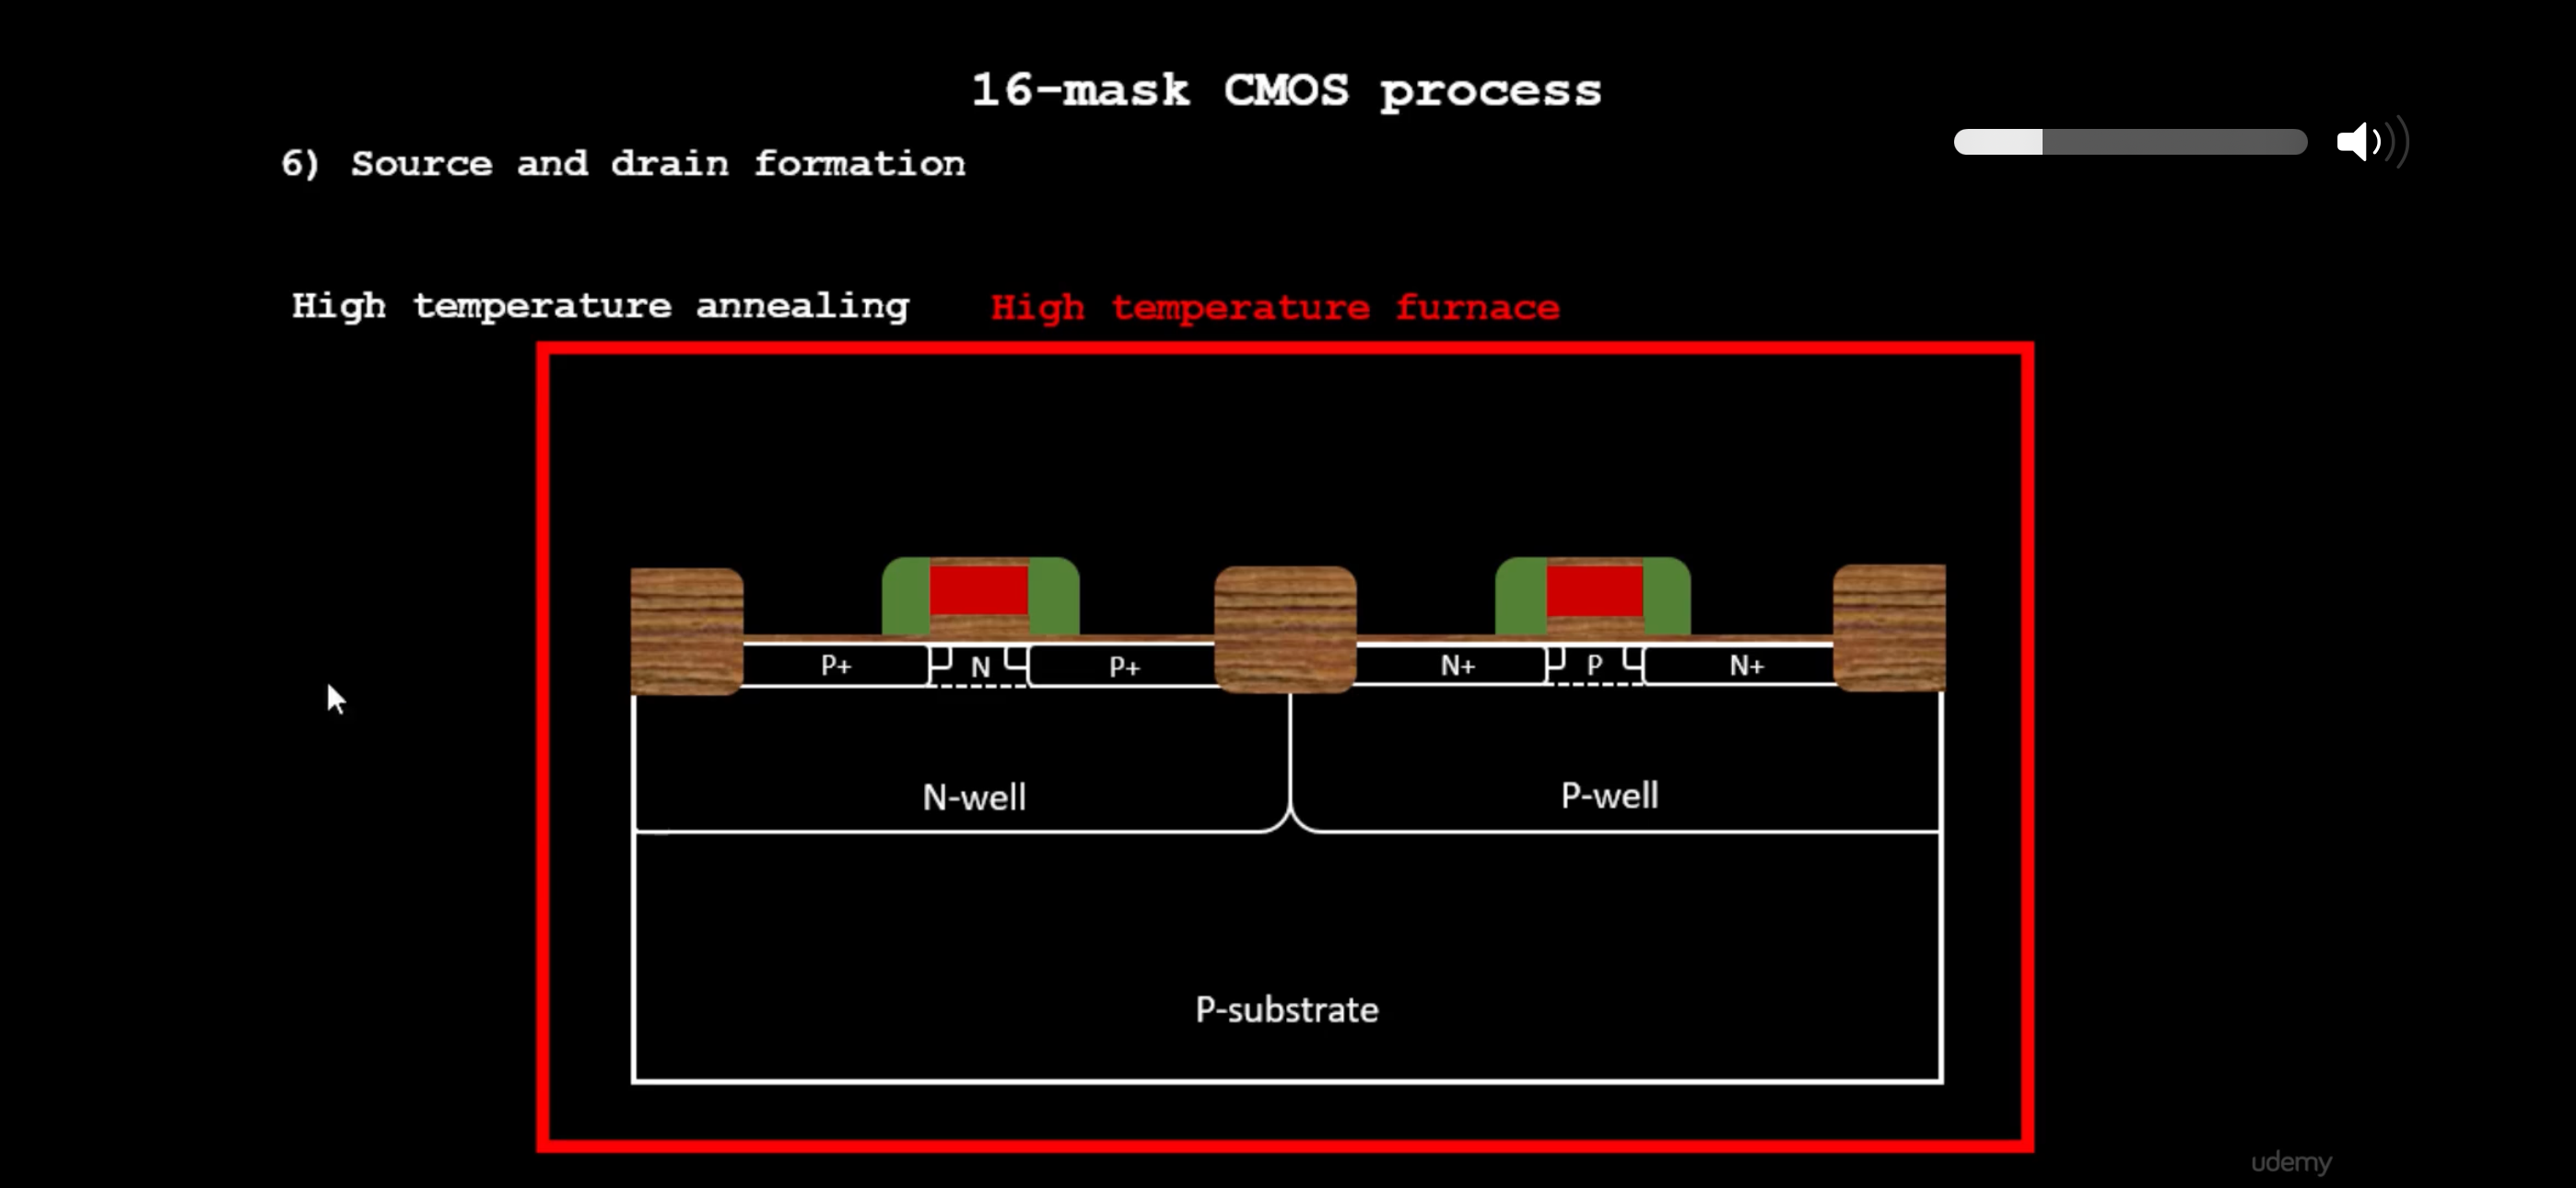 16-mask CMOS process
6) Source and drain formation
High temperature annealing High temperature furnace
P+ N P+ N+ P N+
N-well P-well
P-substrate
udemy